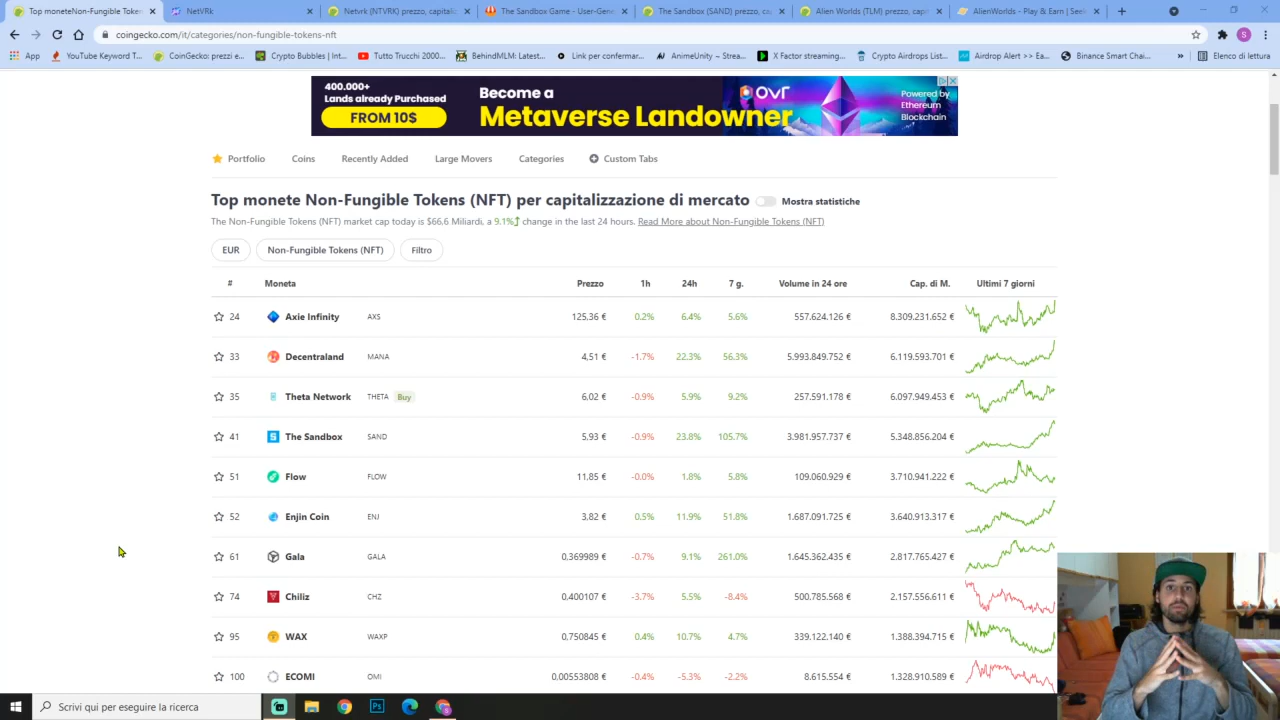 Top moneteNon-Fungible Tokens (N
NetVRk
NetVrk (NTVRK) prezzo, c
The Sandbox Game - User-Gene
The Sandbox (SAND) prezzo, ca
Alien Worlds (TLM) prezzo, ca
Splinterlands - Play & Earn | Seek
S
coingecko.com/it/categories/non-fungible-tokens-nft
App
YouTube Keyword T...
CoinGecko: prezzi e...
Crypto Bubbles | Int...
Tutto Trucchi 2000...
BehindMLM: Latest...
Link per confermar...
AnimeUnity ~ Strea...
X Factor 2...
Crypto Airdrops List...
Airdrop Alert >> Ea...
Binance Smart Chai...
Elenco di lettura
400.000+
Lands already Purchased
FROM 10$
Become a
Metaverse Landowner
OVR
Powered by
Ethereum
Blockchain
Portfolio Coins Recently Added Large Movers Categories Custom Tabs
Top monete Non-Fungible Tokens (NFT) per capitalizzazione di mercato Mostra statistiche
The Non-Fungible Tokens (NFT) market cap today is $66.6 Miliardi, a 9.1% change in the last 24 hours. Read More about Non-Fungible Tokens (NFT)
EUR Non-Fungible Tokens (NFT) Filtro
# Moneta Prezzo 1h 24h 7 g. Volume in 24 ore Cap. di M. Ultimi 7 giorni
24 Axie Infinity AXS 125,36 € 0.2% 6.4% 5.6% 557.624.126 € 8.309.231.652 €
33 Decentraland MANA 4,51 € -1.7% 22.3% 56.3% 5.993.849.752 € 6.119.593.701 €
35 Theta Network THETA Buy 6,02 € -0.9% 5.9% 9.2% 257.591.178 € 6.097.949.453 €
41 The Sandbox SAND 5,93 € -0.9% 23.8% 105.7% 3.981.957.737 € 5.348.856.204 €
51 Flow FLOW 11,85 € -0.0% 1.8% 5.8% 109.060.929 € 3.710.941.222 €
52 Enjin Coin ENJ 3,82 € 0.5% 11.9% 51.8% 1.687.091.725 € 3.640.913.317 €
61 Gala GALA 0,369989 € -0.7% 9.1% 261.0% 1.645.362.435 € 2.817.765.427 €
74 Chiliz CHZ 0,400107 € -3.7% 5.5% -8.4% 500.785.568 € 2.157.556.611 €
95 WAX WAXP 0,750845 € 0.4% 10.7% 4.7% 339.122.140 € 1.388.394.715 €
100 ECOMI OMI 0,00553808 € -0.4% -5.3% -2.2% 8.615.554 € 1.328.910.589 €
Scrivi qui per eseguire la ricerca
Ps